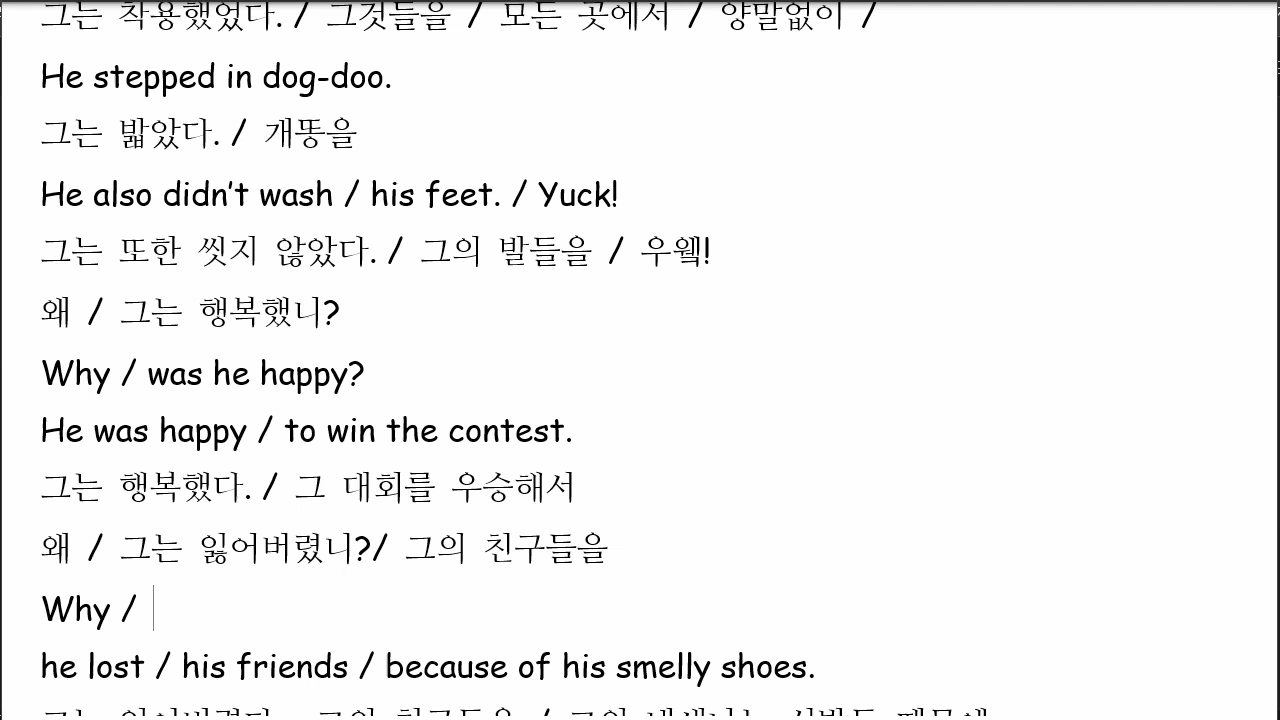 그는 착용했었다. / 그것들을 / 모든 곳에서 / 양말없이 /
He stepped in dog-doo.
그는 밟았다. / 개똥을
He also didn’t wash / his feet. / Yuck!
그는 또한 씻지 않았다. / 그의 발들을 / 우웩!
왜 / 그는 행복했니?
Why / was he happy?
He was happy / to win the contest.
그는 행복했다. / 그 대회를 우승해서
왜 / 그는 잃어버렸니?/ 그의 친구들을
Why /
he lost / his friends / because of his smelly shoes.